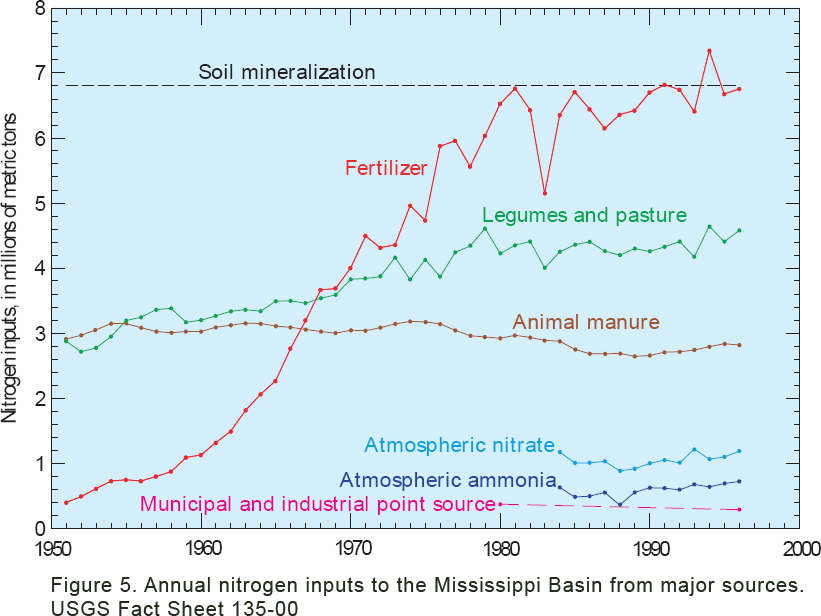 8
7
6
5
4
3
2
1
0
Nitrogen inputs, in millions of metric tons
Soil mineralization
Fertilizer
Legumes and pasture
Animal manure
Atmospheric nitrate
Atmospheric ammonia
Municipal and industrial point source
1950 1960 1970 1980 1990 2000
Figure 5. Annual nitrogen inputs to the Mississippi Basin from major sources.
USGS Fact Sheet 135-00